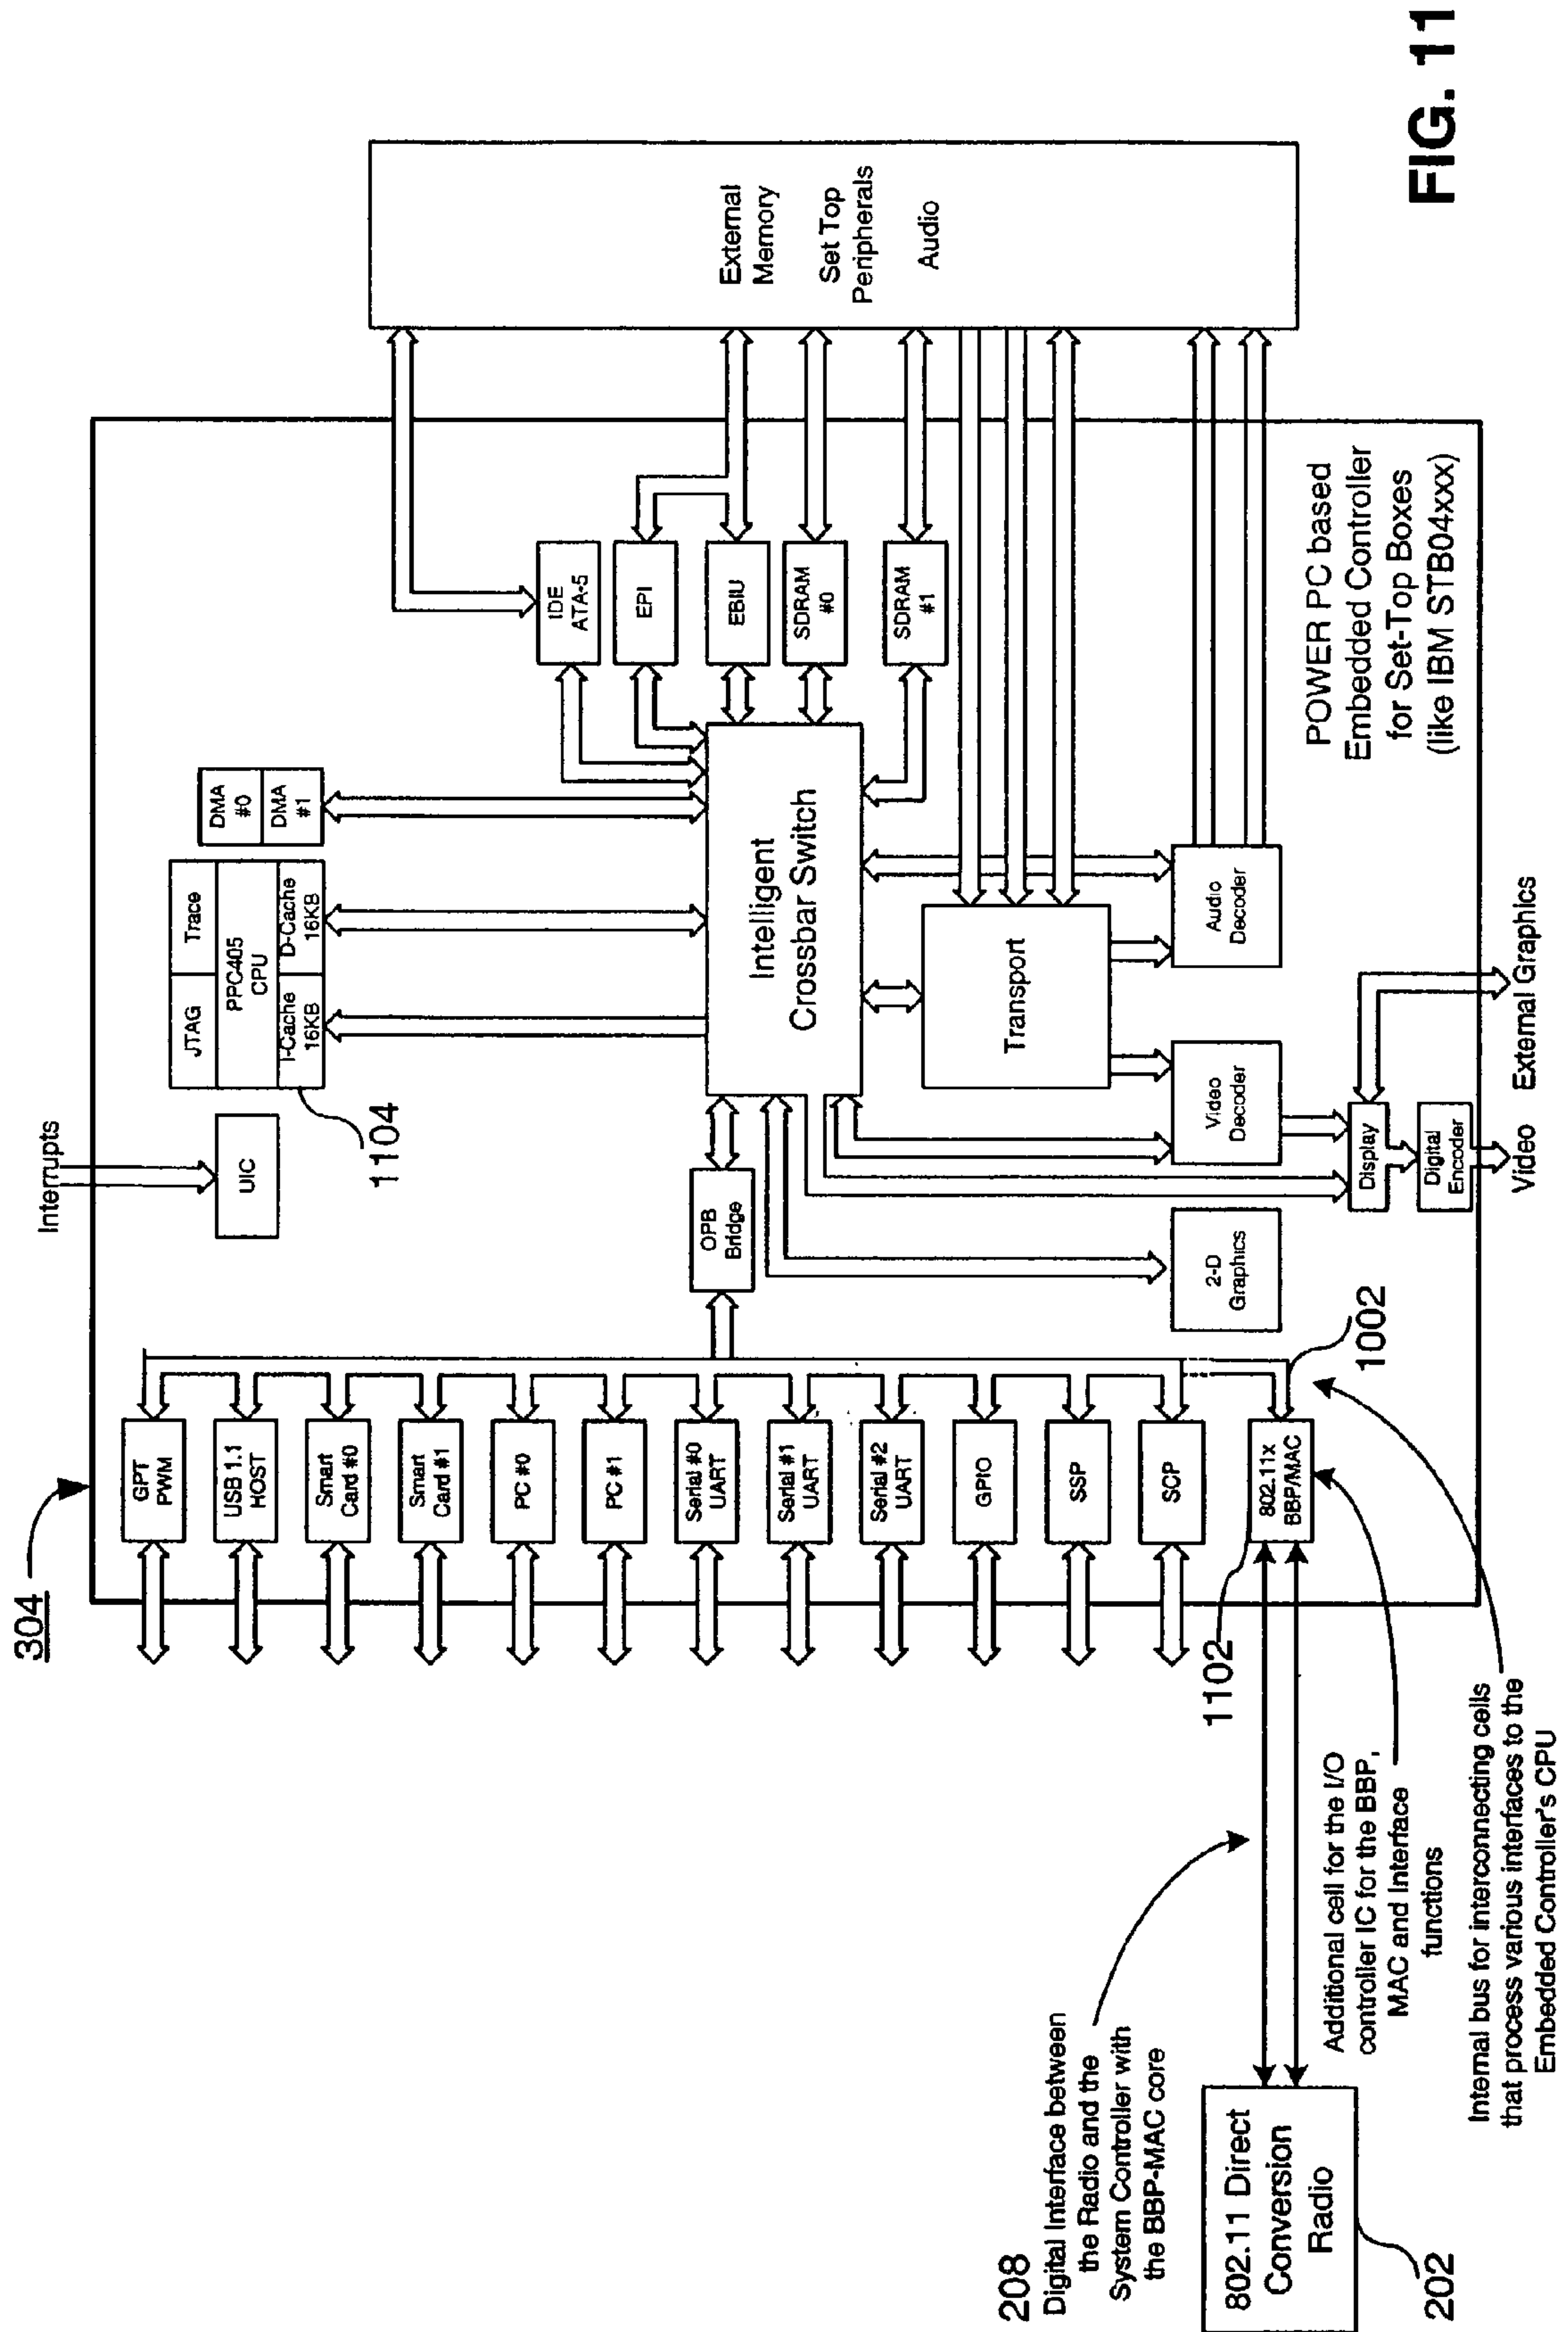 304
Interrupts
GPT
PWM
USB 1.1
HOST
Smart
Card #0
Smart
Card #1
PC #0
PC #1
Serial #0
UART
Serial #1
UART
Serial #2
UART
GPIO
SSP
SCP
802.11x
BBP/MAC
1102
1002
UIC
JTAG
Trace
PPC405
CPU
I-Cache
16KB
D-Cache
16KB
1104
DMA
#0
DMA
#1
OPB
Bridge
Intelligent
Crossbar Switch
IDE
ATA-5
EPI
EBIU
SDRAM
#0
SDRAM
#1
External
Memory
Set Top
Peripherals
Audio
2-D
Graphics
Transport
Video
Decoder
Audio
Decoder
Display
Digital
Encoder
Video
External Graphics
POWER PC based
Embedded Controller
for Set-Top Boxes
(like IBM STB04xxx)
208
Digital Interface between
the Radio and the
System Controller with
the BBP-MAC core
802.11 Direct
Conversion
Radio
202
Additional cell for the I/O
controller IC for the BBP,
MAC and Interface
functions
Internal bus for interconnecting cells
that process various interfaces to the
Embedded Controller's CPU
FIG. 11